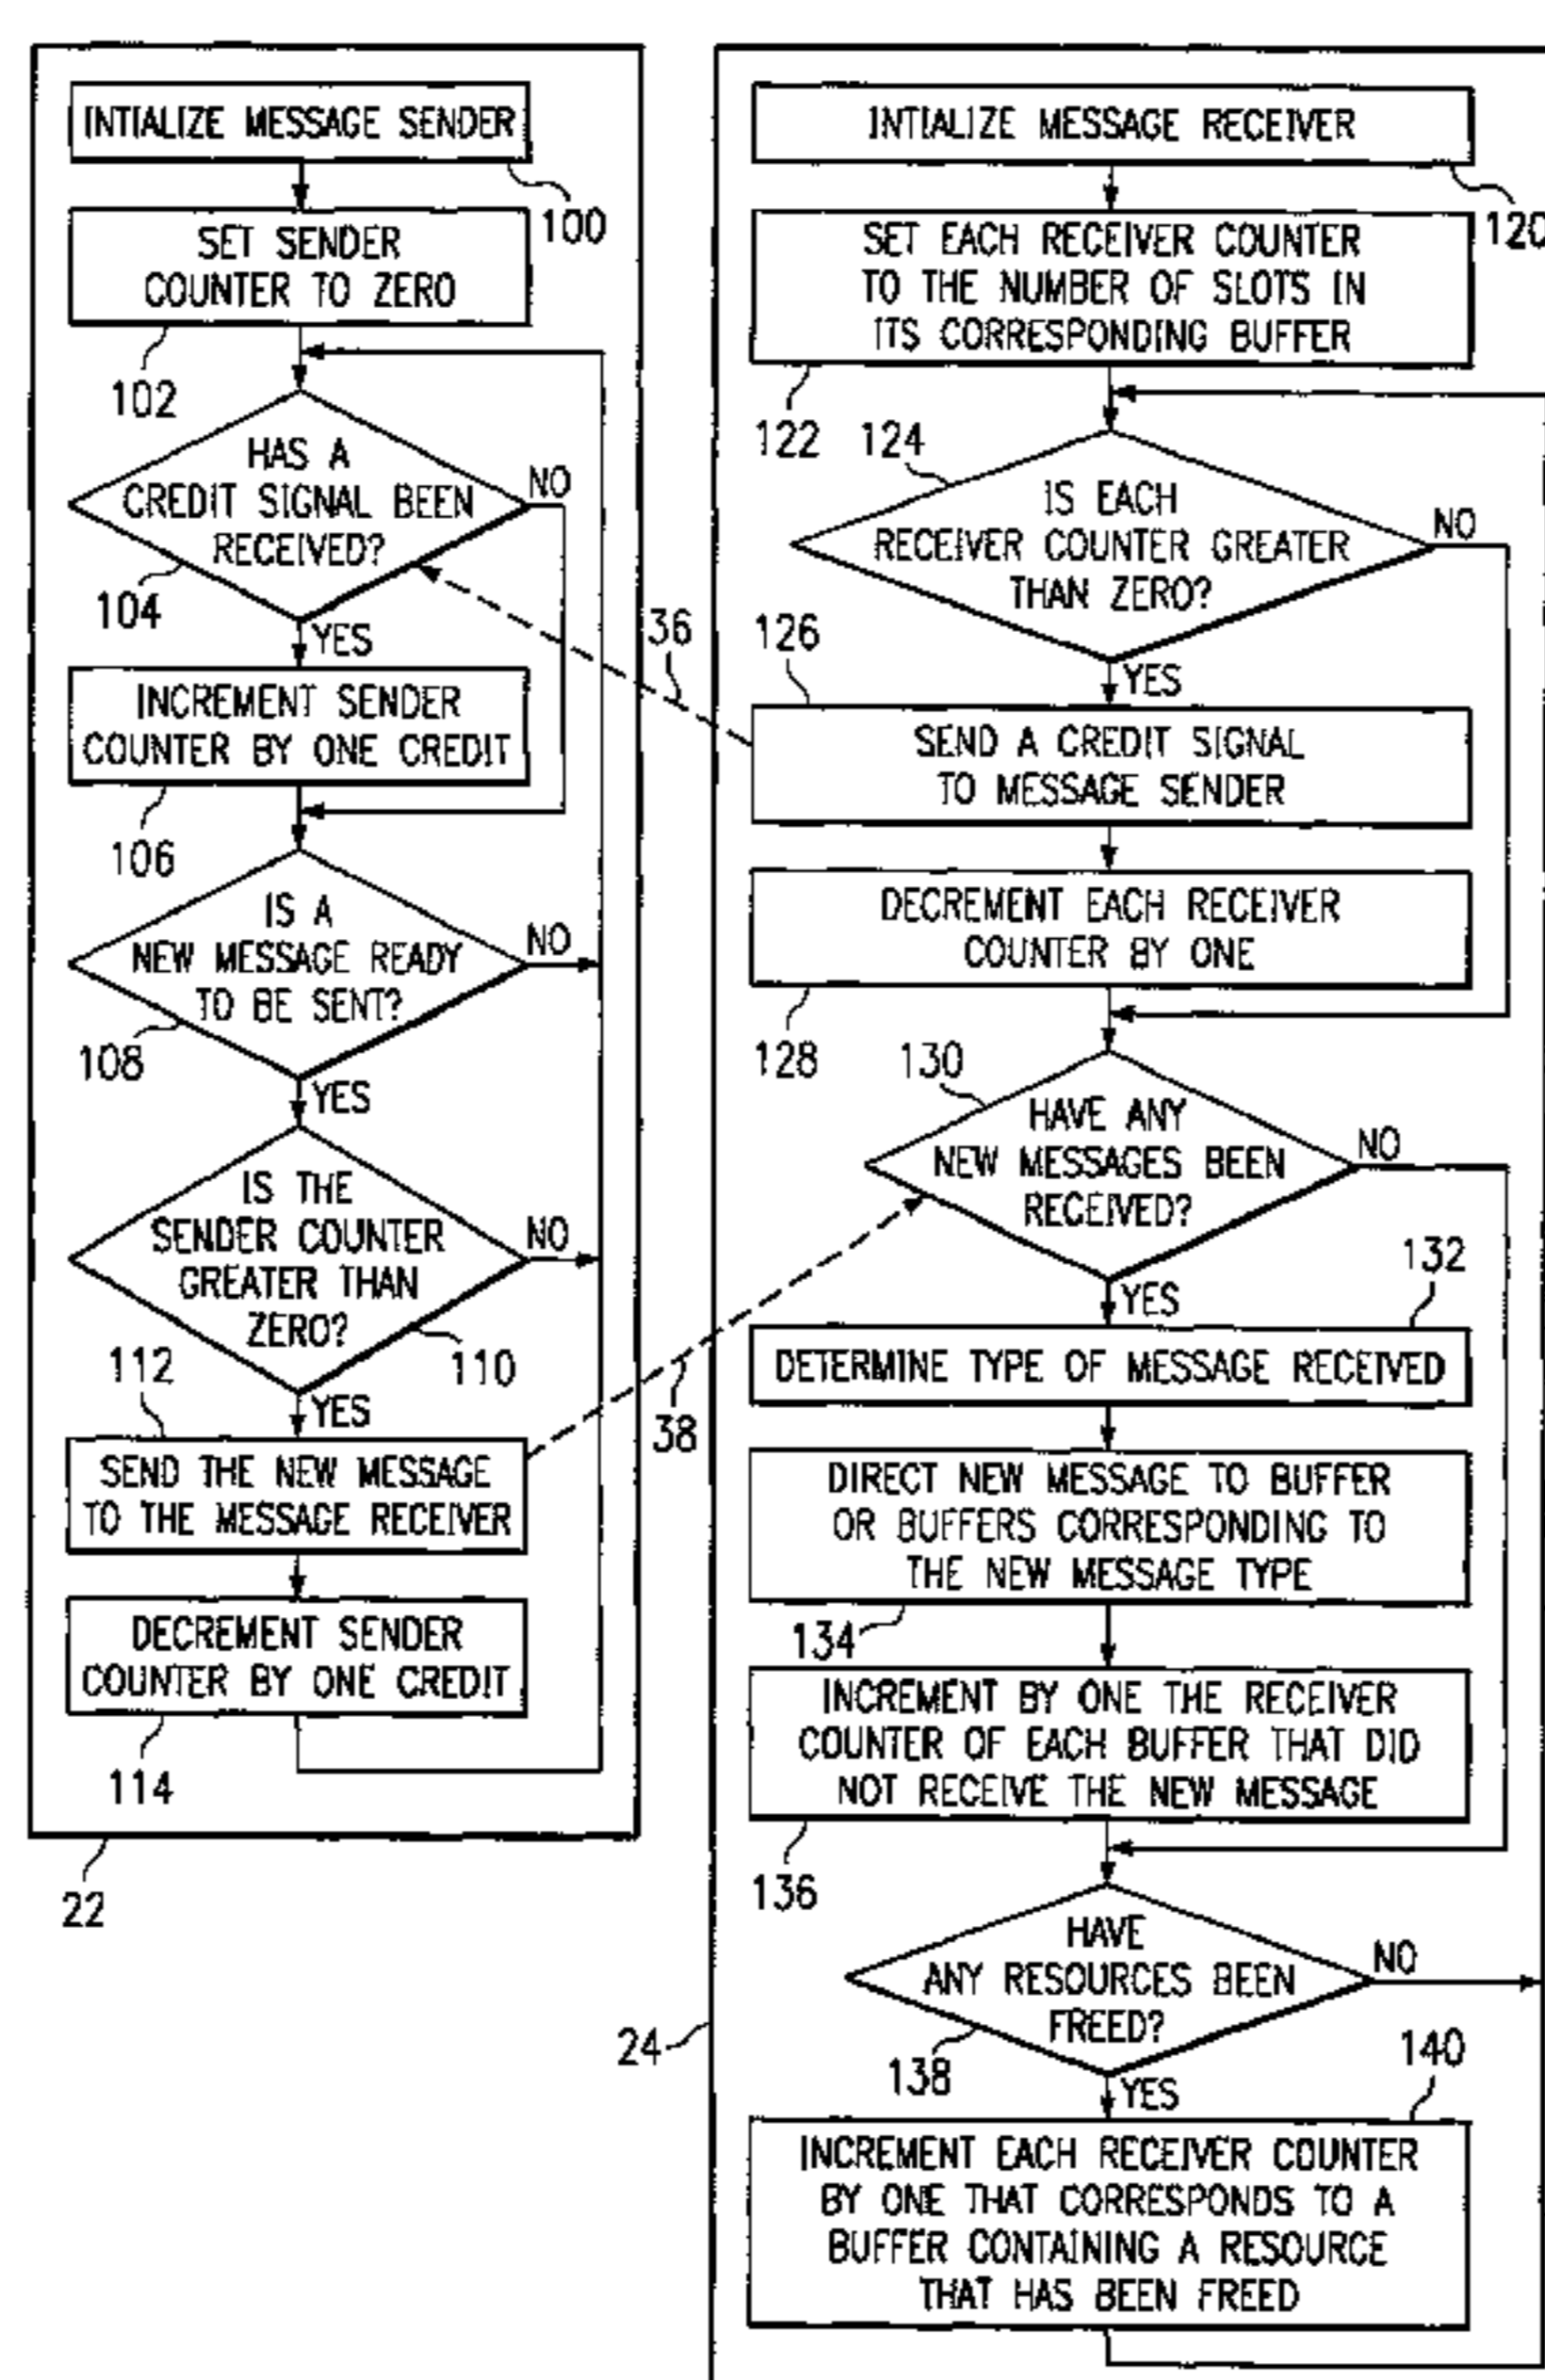 INTIALIZE MESSAGE SENDER
100
SET SENDER
COUNTER TO ZERO
102
HAS A
CREDIT SIGNAL BEEN
RECEIVED?
NO
104
YES
INCREMENT SENDER
COUNTER BY ONE CREDIT
106
IS A
NEW MESSAGE READY
TO BE SENT?
NO
108
YES
IS THE
SENDER COUNTER
GREATER THAN
ZERO?
NO
110
112
YES
SEND THE NEW MESSAGE
TO THE MESSAGE RECEIVER
DECREMENT SENDER
COUNTER BY ONE CREDIT
114
22
36
38
INTIALIZE MESSAGE RECEIVER
120
SET EACH RECEIVER COUNTER
TO THE NUMBER OF SLOTS IN
ITS CORRESPONDING BUFFER
122
124
IS EACH
RECEIVER COUNTER GREATER
THAN ZERO?
NO
126
YES
SEND A CREDIT SIGNAL
TO MESSAGE SENDER
DECREMENT EACH RECEIVER
COUNTER BY ONE
128
130
HAVE ANY
NEW MESSAGES BEEN
RECEIVED?
NO
132
YES
DETERMINE TYPE OF MESSAGE RECEIVED
DIRECT NEW MESSAGE TO BUFFER
OR BUFFERS CORRESPONDING TO
THE NEW MESSAGE TYPE
134
INCREMENT BY ONE THE RECEIVER
COUNTER OF EACH BUFFER THAT DID
NOT RECEIVE THE NEW MESSAGE
136
HAVE
ANY RESOURCES BEEN
FREED?
NO
24
138
140
YES
INCREMENT EACH RECEIVER COUNTER
BY ONE THAT CORRESPONDS TO A
BUFFER CONTAINING A RESOURCE
THAT HAS BEEN FREED